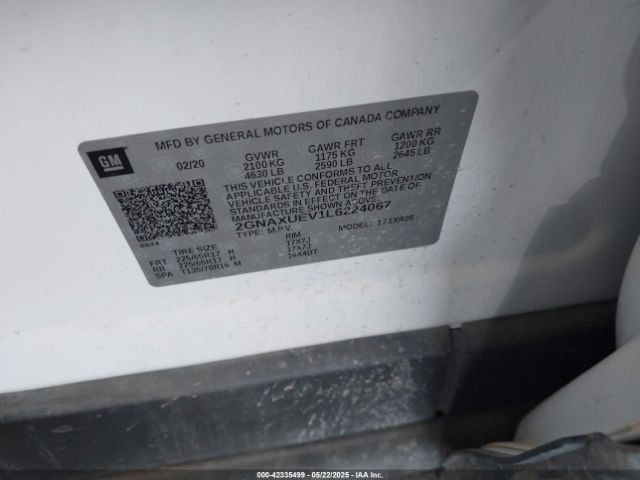 MFD BY GENERAL MOTORS OF CANADA COMPANY
GM
02/20 GVWR GAWR FRT GAWR RR
2100 KG 1175 KG 1200 KG
4630 LB 2590 LB 2645 LB
THIS VEHICLE CONFORMS TO ALL
APPLICABLE U.S. FEDERAL MOTOR
VEHICLE SAFETY AND THEFT PREVENTION
STANDARDS IN EFFECT ON THE DATE OF
MANUFACTURE SHOWN ABOVE.
2GNAXUEV1L6224067
TYPE: M.P.V. MODEL: 1T1XR26
TIRE SIZE RIM
FRT 225/65R17 H 17X7J
RR 225/65R17 H 17X7J
SPA T135/70R16 M 16X4BT
000-42335499 - 05/22/2025 - IAA Inc.